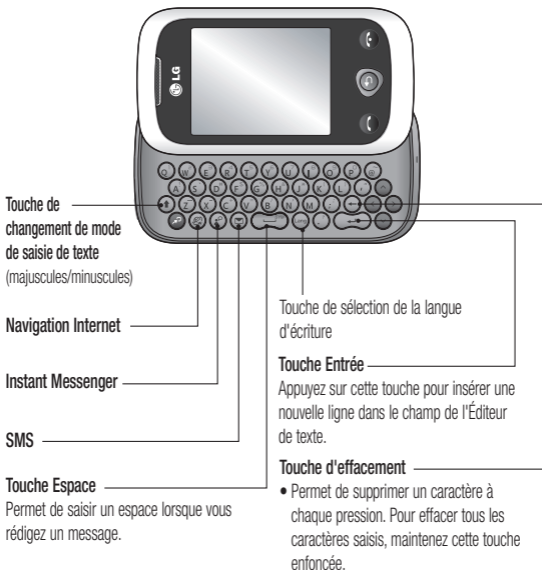 LG
Q W E R T Y U I O P
A S D F G H J K L
Z X C V B N M
Lang
Touche de
changement de mode
de saisie de texte
(majuscules/minuscules)
Navigation Internet
Instant Messenger
SMS
Touche Espace
Permet de saisir un espace lorsque vous
rédigez un message.
Touche de sélection de la langue
d'écriture
Touche Entrée
Appuyez sur cette touche pour insérer une
nouvelle ligne dans le champ de l'Éditeur
de texte.
Touche d'effacement
• Permet de supprimer un caractère à
chaque pression. Pour effacer tous les
caractères saisis, maintenez cette touche
enfoncée.